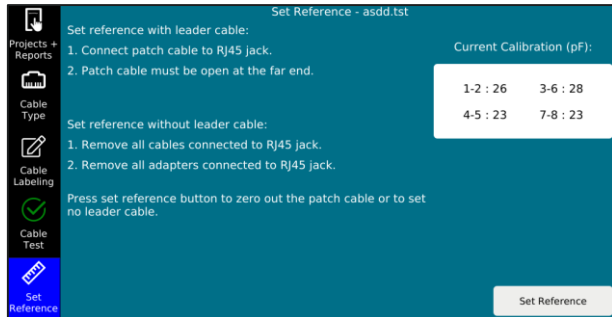 Set Reference - asdd.tst
Projects +
Reports
Cable
Type
Cable
Labeling
Cable
Test
Set
Reference
Set reference with leader cable:
1. Connect patch cable to RJ45 jack.
2. Patch cable must be open at the far end.
Set reference without leader cable:
1. Remove all cables connected to RJ45 jack.
2. Remove all adapters connected to RJ45 jack.
Press set reference button to zero out the patch cable or to set
no leader cable.
Current Calibration (pF):
1-2 : 26 3-6 : 28
4-5 : 23 7-8 : 23
Set Reference